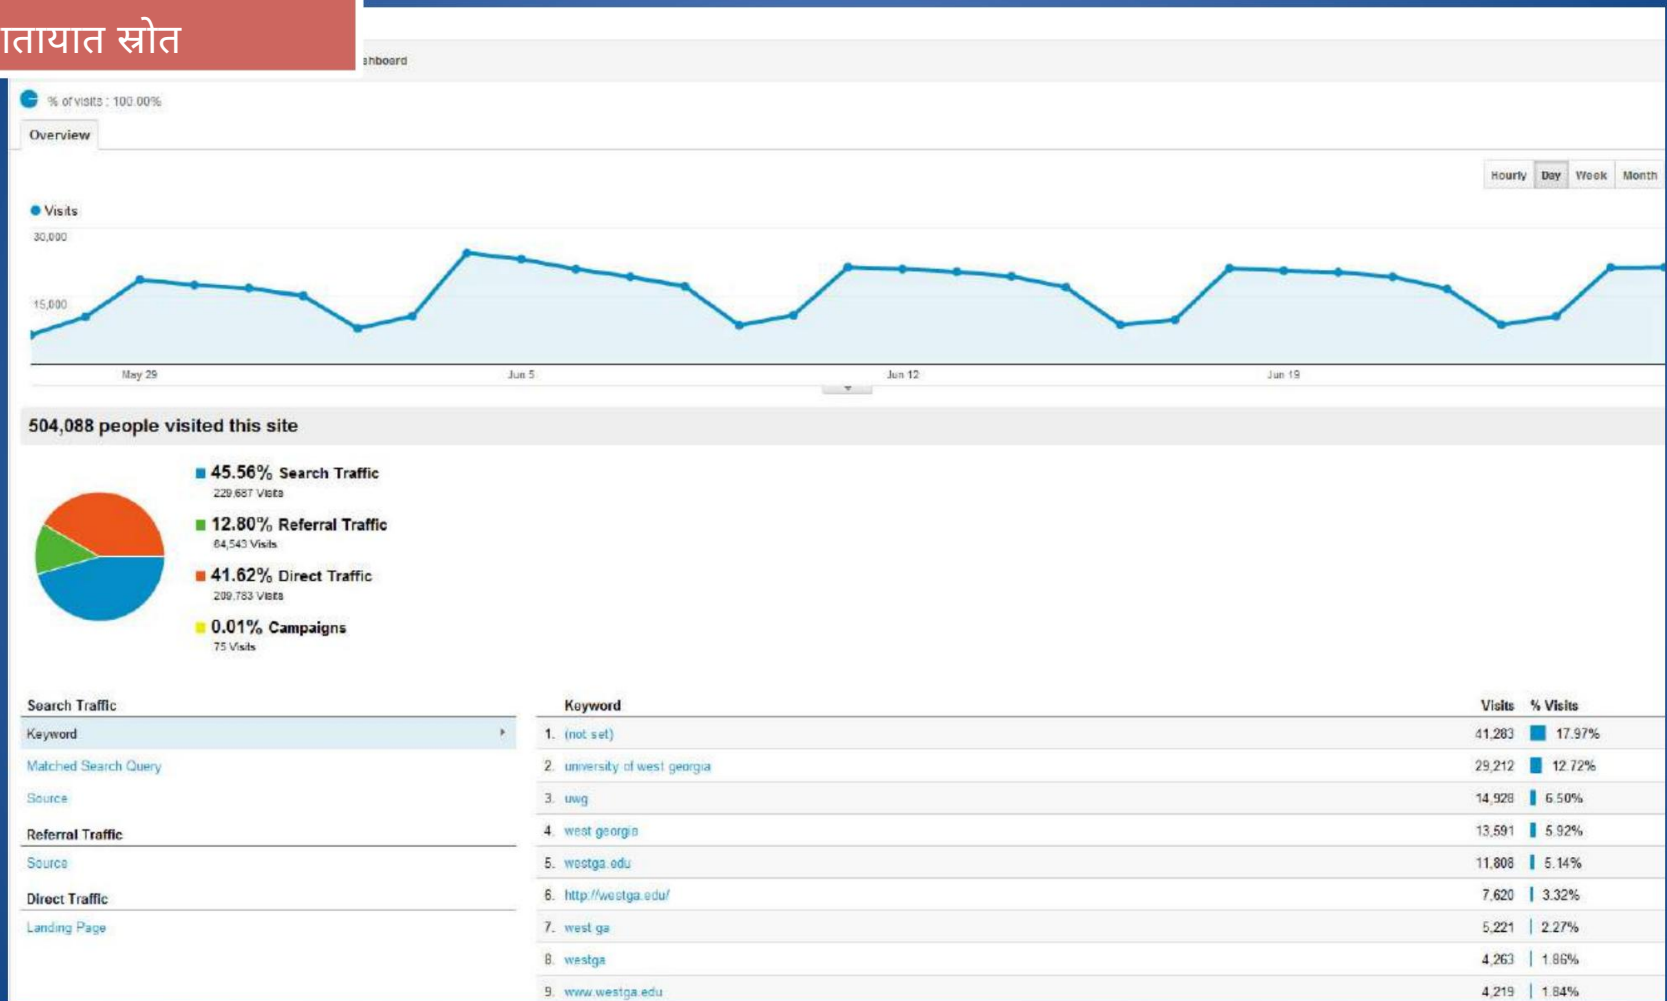 तायात स्रोत
shboard
% of visits : 100.00%
Overview
Hourly Day Week Month
Visits
30,000
15,000
May 29 Jun 5 Jun 12 Jun 19
504,088 people visited this site
45.56% Search Traffic
229,687 Visits
12.80% Referral Traffic
64,543 Visits
41.62% Direct Traffic
209,783 Visits
0.01% Campaigns
75 Visits
Search Traffic
Keyword
Matched Search Query
Source
Referral Traffic
Source
Direct Traffic
Landing Page
Keyword Visits % Visits
1. (not set) 41,283 17.97%
2. university of west georgia 29,212 12.72%
3. uwg 14,928 6.50%
4. west georgia 13,591 5.92%
5. westga.edu 11,808 5.14%
6. http://westga.edu/ 7,620 3.32%
7. west ga 5,221 2.27%
8. westga 4,263 1.86%
9. www.westga.edu 4,219 1.84%